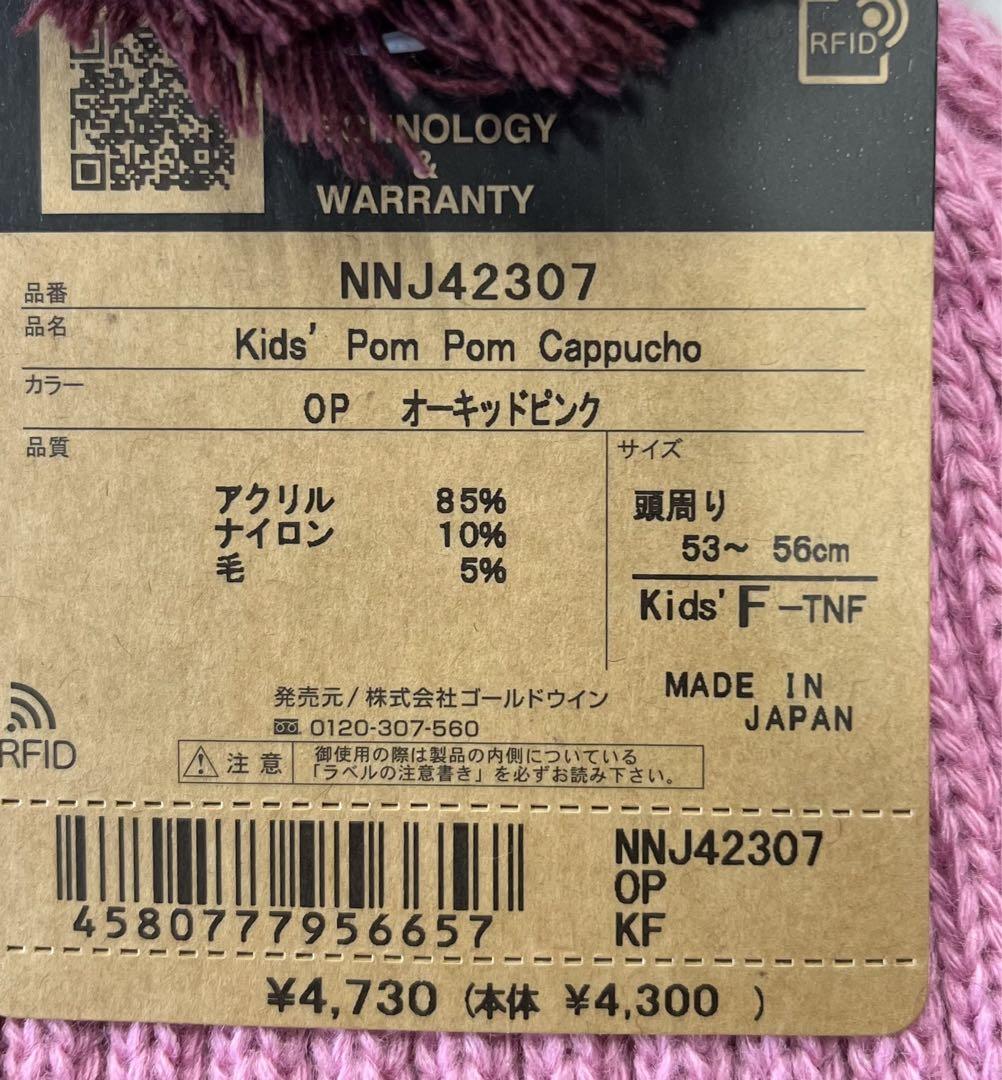 RFID
TECHNOLOGY
&
WARRANTY
品番 NNJ42307
品名 Kids' Pom Pom Cappucho
カラー OP オーキッドピンク
品質
アクリル 85%
ナイロン 10%
毛 5%
サイズ
頭周り
53~ 56cm
Kids' F-TNF
MADE IN
JAPAN
発売元/株式会社ゴールドウイン
0120-307-560
RFID
注意
御使用の際は製品の内側についている
「ラベルの注意書き」を必ずお読み下さい。
4580777956657
NNJ42307
OP
KF
¥4,730 (本体 ¥4,300 )